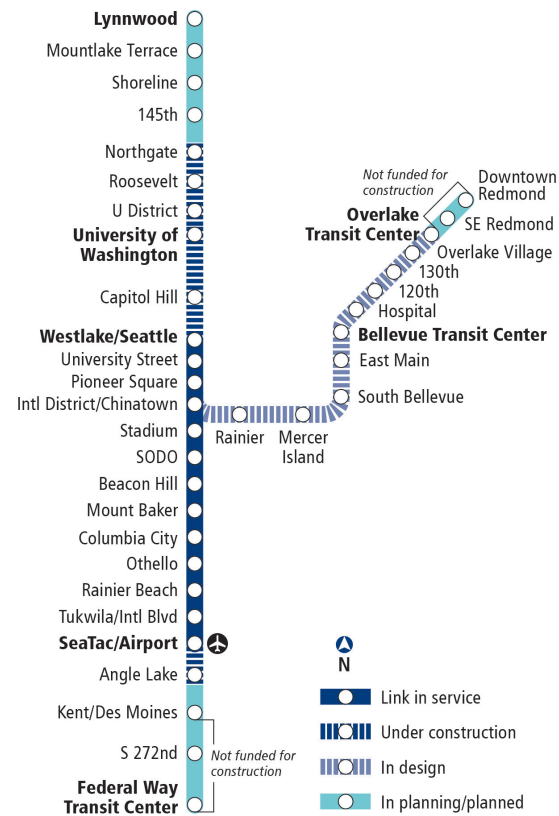 Lynnwood
Mountlake Terrace
Shoreline
145th
Northgate
Roosevelt
U District
University of
Washington
Capitol Hill
Westlake/Seattle
University Street
Pioneer Square
Intl District/Chinatown
Stadium
SODO
Beacon Hill
Mount Baker
Columbia City
Othello
Rainier Beach
Tukwila/Intl Blvd
SeaTac/Airport
Angle Lake
Kent/Des Moines
S 272nd
Federal Way
Transit Center
Not funded for
construction
Rainier
Mercer
Island
South Bellevue
East Main
Bellevue Transit Center
Hospital
120th
130th
Overlake Village
Overlake
Transit Center
SE Redmond
Downtown
Redmond
Not funded for
construction
N
Link in service
Under construction
In design
In planning/planned